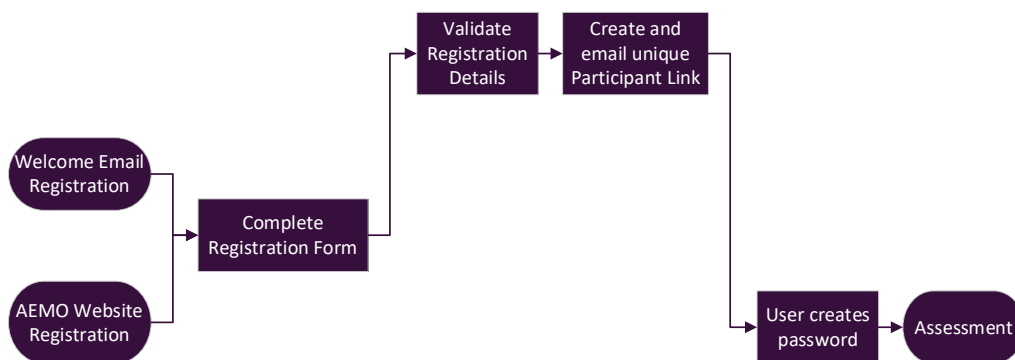 Validate
Registration
Details
Create and
email unique
Participant Link
Welcome Email
Registration
Complete
Registration Form
AEMO Website
Registration
User creates
password
Assessment